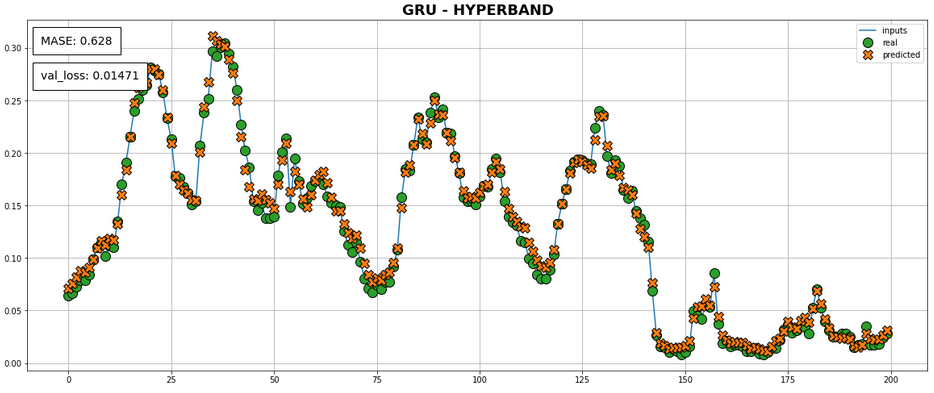 GRU - HYPERBAND
MASE: 0.628
val_loss: 0.01471
inputs
real
predicted
0.30
0.25
0.20
0.15
0.10
0.05
0.00
0 25 50 75 100 125 150 175 200